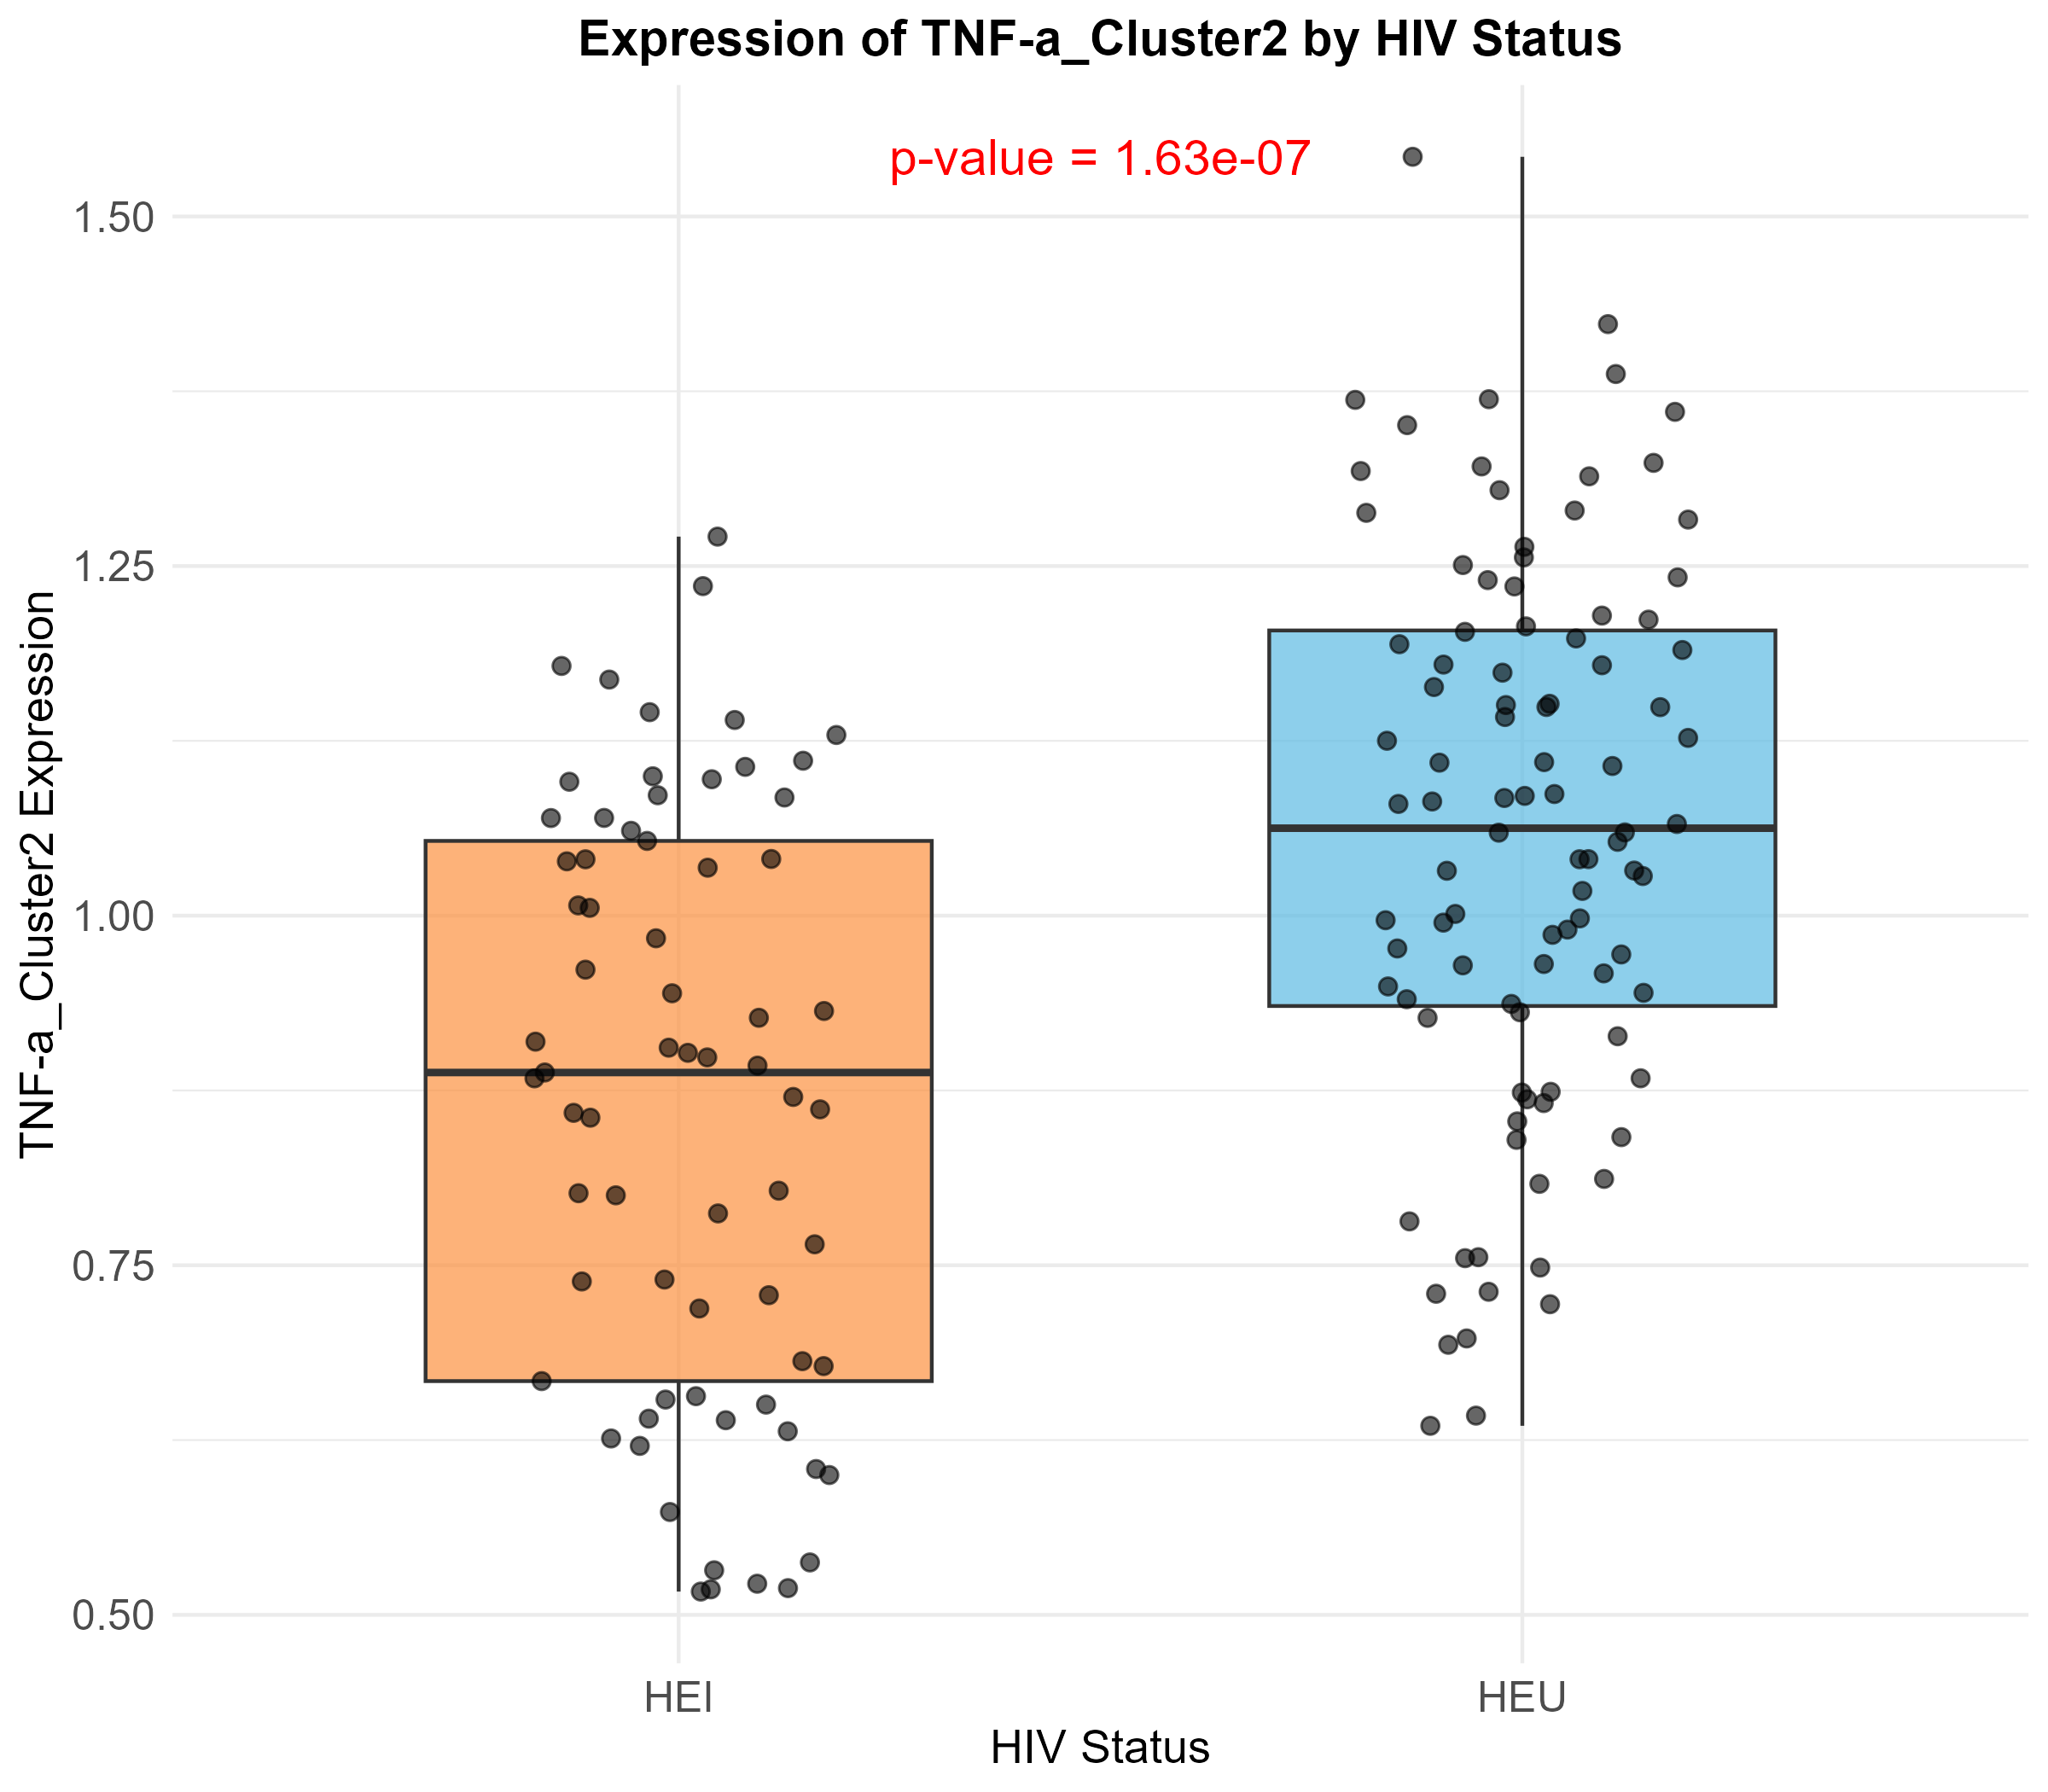 Expression of TNF-a_Cluster2 by HIV Status
p-value = 1.63e-07
1.50
1.25
1.00
0.75
0.50
TNF-a_Cluster2 Expression
HEI
HEU
HIV Status